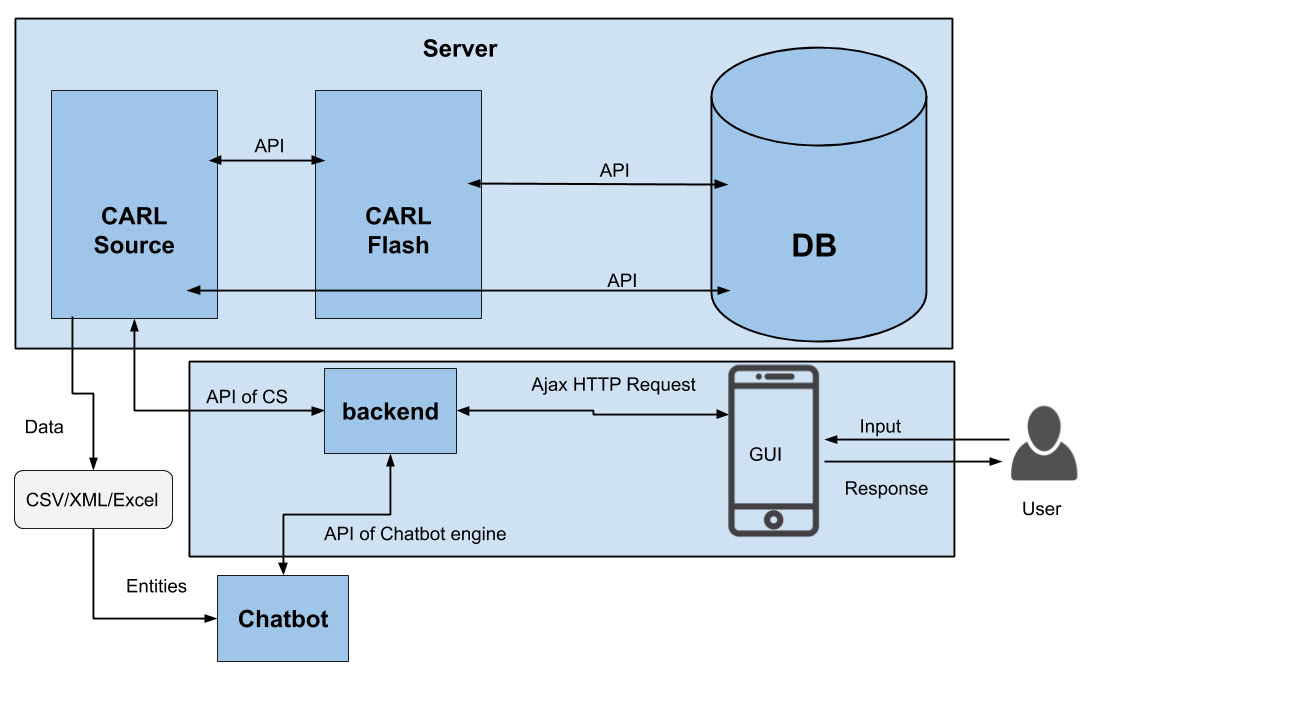 Server
API
API
CARL
Source
CARL
Flash
DB
API
Ajax HTTP Request
API of CS
backend
Data
Input
GUI
CSV/XML/Excel
Response
User
API of Chatbot engine
Entities
Chatbot